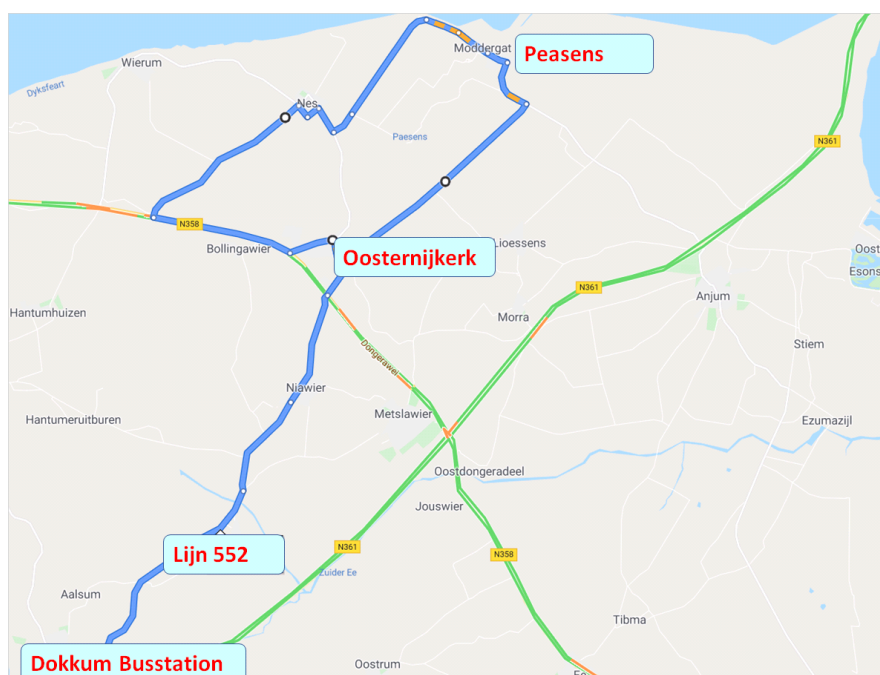 Wierum
Moddergat
Peasens
Dyksfeart
Nes
Paesens
N361
N358
Bollingawier
Oosternijkerk
Lioessens
Oost
Esons
N361
Anjum
Hantumhuizen
Morra
Stiem
Dongerawei
Niawier
Metslawier
Hantumeruitburen
Ezumazijl
Oostdongeradeel
Jouswier
Lijn 552
N361
N358
Zuider Ee
Aalsum
Tibma
Dokkum Busstation
Oostrum
Ee